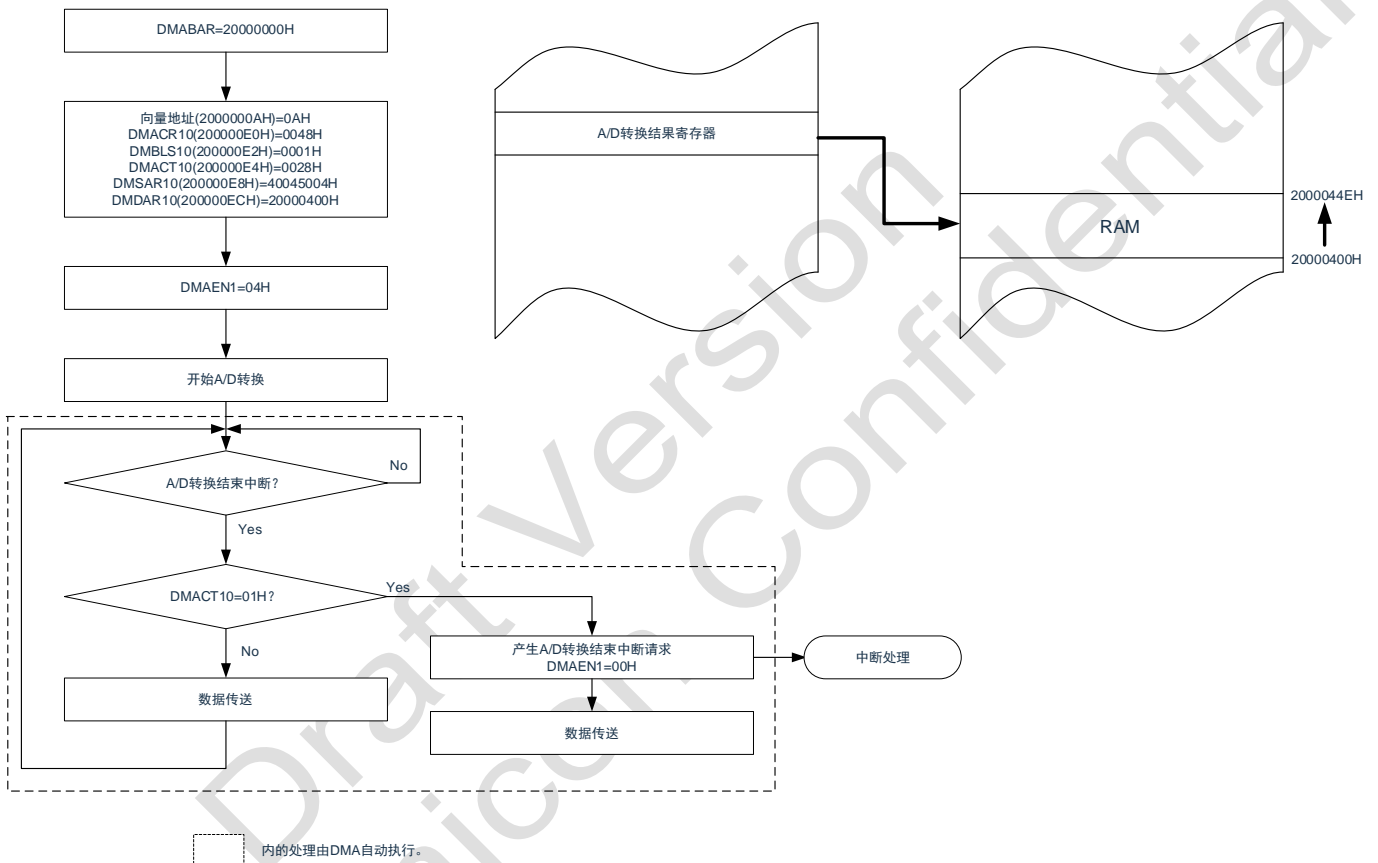 DMABAR=20000000H
向量地址(2000000AH)=0AH
DMACR10(200000E0H)=0048H
DMBLS10(200000E2H)=0001H
DMACT10(200000E4H)=0028H
DMSAR10(200000E8H)=40045004H
DMDAR10(200000ECH)=20000400H
DMAEN1=04H
开始A/D转换
A/D转换结束中断?
No
Yes
DMACT10=01H?
Yes
No
数据传送
产生A/D转换结束中断请求
DMAEN1=00H
数据传送
中断处理
A/D转换结果寄存器
RAM
2000044EH
20000400H
内的处理由DMA自动执行。
Draft Version
Confidential